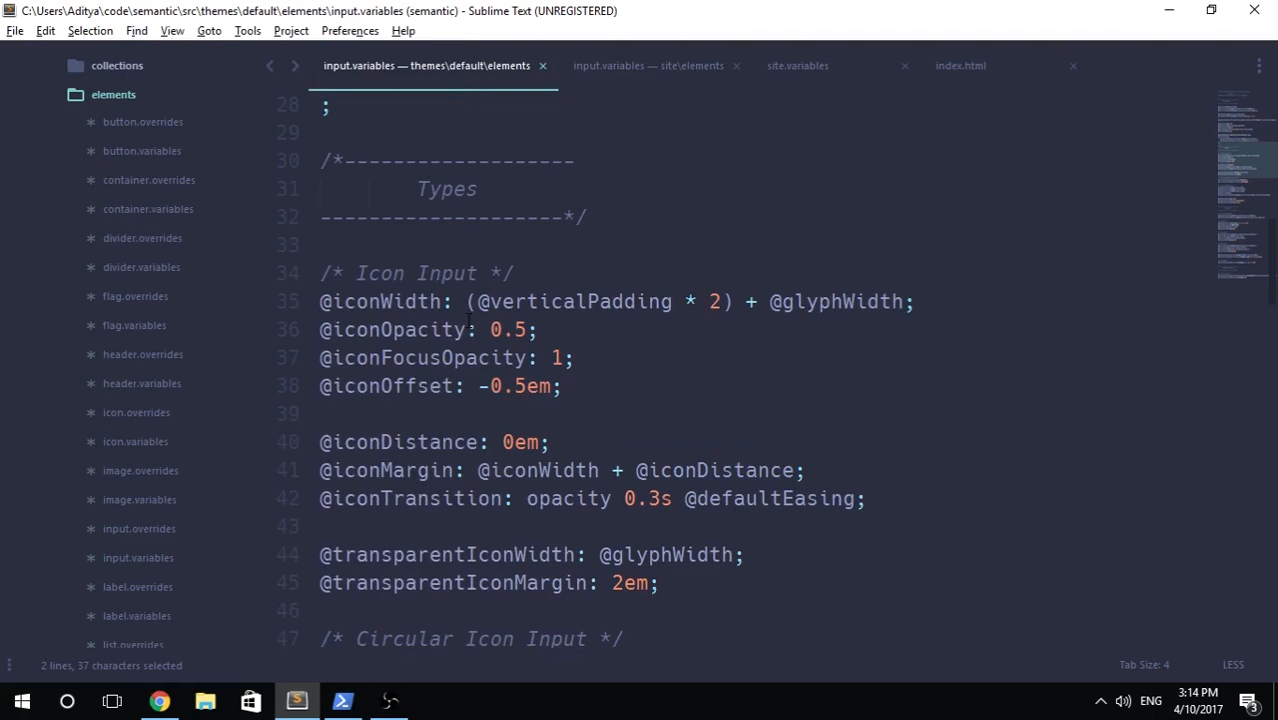 C:\Users\Aditya\code\semantic\src\themes\default\elements\input.variables (semantic) - Sublime Text (UNREGISTERED)
File Edit Selection Find View Goto Tools Project Preferences Help
collections
elements
button.overrides
button.variables
container.overrides
container.variables
divider.overrides
divider.variables
flag.overrides
flag.variables
header.overrides
header.variables
icon.overrides
icon.variables
image.overrides
image.variables
input.overrides
input.variables
label.overrides
label.variables
list.overrides
input.variables — themes\default\elements input.variables — site\elements site.variables index.html
28 ;
29
30 /*-------------------
31 Types
32 --------------------*/
33
34 /* Icon Input */
35 @iconWidth: (@verticalPadding * 2) + @glyphWidth;
36 @iconOpacity: 0.5;
37 @iconFocusOpacity: 1;
38 @iconOffset: -0.5em;
39
40 @iconDistance: 0em;
41 @iconMargin: @iconWidth + @iconDistance;
42 @iconTransition: opacity 0.3s @defaultEasing;
43
44 @transparentIconWidth: @glyphWidth;
45 @transparentIconMargin: 2em;
46
47 /* Circular Icon Input */
2 lines, 37 characters selected Tab Size: 4 LESS
ENG
3:14 PM
4/10/2017
3